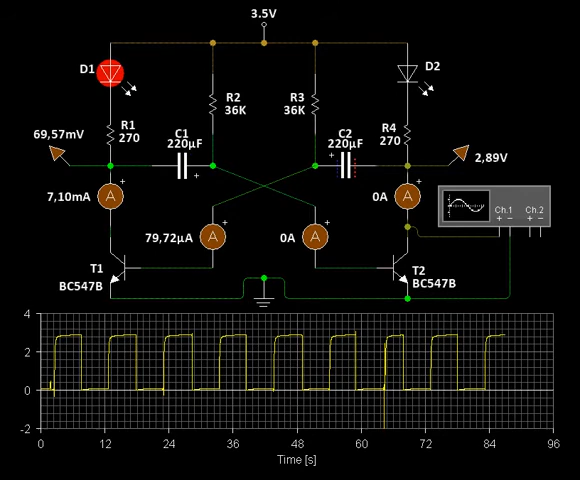 3.5V
D1
D2
R1
270
R2
36K
R3
36K
R4
270
C1
220µF
C2
220µF
+
+
69,57mV
2,89V
+
7,10mA
A
+
0A
A
+
79,72µA
A
+
0A
A
Ch.1
Ch.2
+ −
+ −
T1
BC547B
T2
BC547B
4
2
0
-2
0
12
24
36
48
60
72
84
96
Time [s]